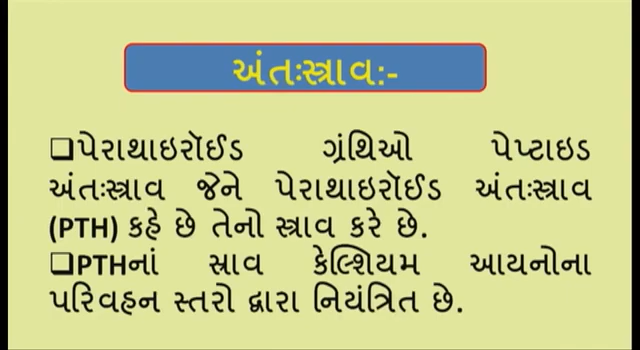 અંતઃસ્ત્રાવ:-
❑પેરાથાઇરૉઈડ ગ્રંથિઓ પેપ્ટાઇડ
અંતઃસ્ત્રાવ જેને પેરાથાઇરૉઈડ અંતઃસ્ત્રાવ
(PTH) કહે છે તેનો સ્ત્રાવ કરે છે.
❑PTHનાં સ્રાવ કેલ્શિયમ આયનોના
પરિવહન સ્તરો દ્વારા નિયંત્રિત છે.